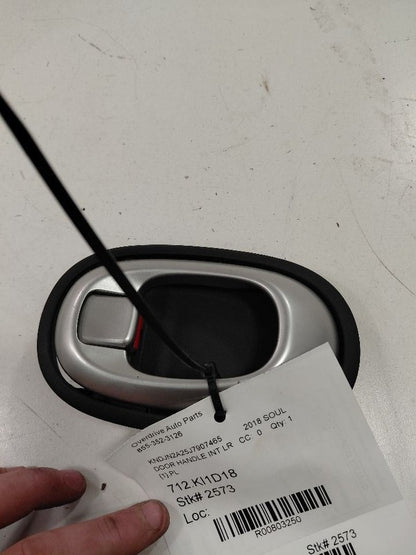 Overdrive Auto Parts
855-352-3126
KNDJN2A25J7907465 2018 SOUL
DOOR HANDLE INT LR CC 0 Qty 1
(1),PL
712.KI1D18
Stk# 2573
Loc:
R00803250
Stk# 2573